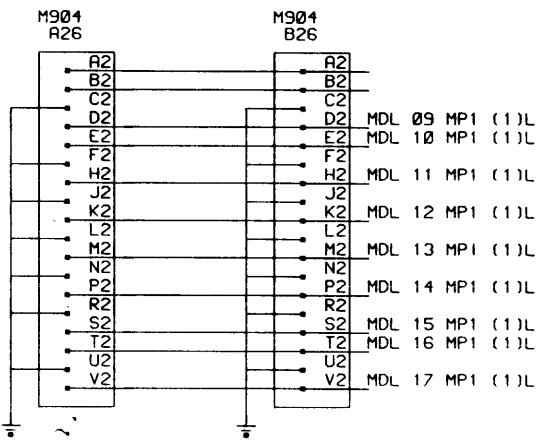 M904 M904
A26 B26
A2 A2
B2 B2
C2 C2
D2 D2 MDL 09 MP1 (1)L
E2 E2 MDL 10 MP1 (1)L
F2 F2
H2 H2 MDL 11 MP1 (1)L
J2 J2
K2 K2 MDL 12 MP1 (1)L
L2 L2
M2 M2 MDL 13 MP1 (1)L
N2 N2
P2 P2 MDL 14 MP1 (1)L
R2 R2
S2 S2 MDL 15 MP1 (1)L
T2 T2 MDL 16 MP1 (1)L
U2 U2
V2 V2 MDL 17 MP1 (1)L